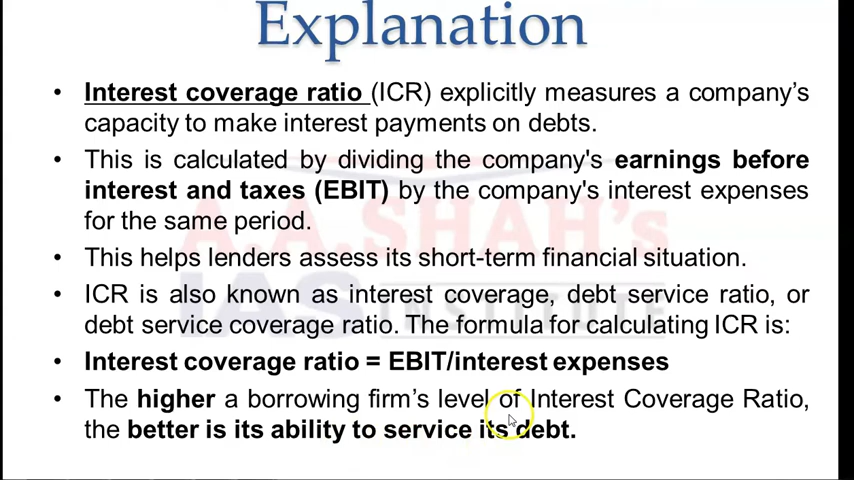 Explanation
• Interest coverage ratio (ICR) explicitly measures a company's
capacity to make interest payments on debts.
• This is calculated by dividing the company's earnings before
interest and taxes (EBIT) by the company's interest expenses
for the same period.
• This helps lenders assess its short-term financial situation.
• ICR is also known as interest coverage, debt service ratio, or
debt service coverage ratio. The formula for calculating ICR is:
• Interest coverage ratio = EBIT/interest expenses
• The higher a borrowing firm's level of Interest Coverage Ratio,
the better is its ability to service its debt.
A.A.SHAH's
IAS INSTITUTE